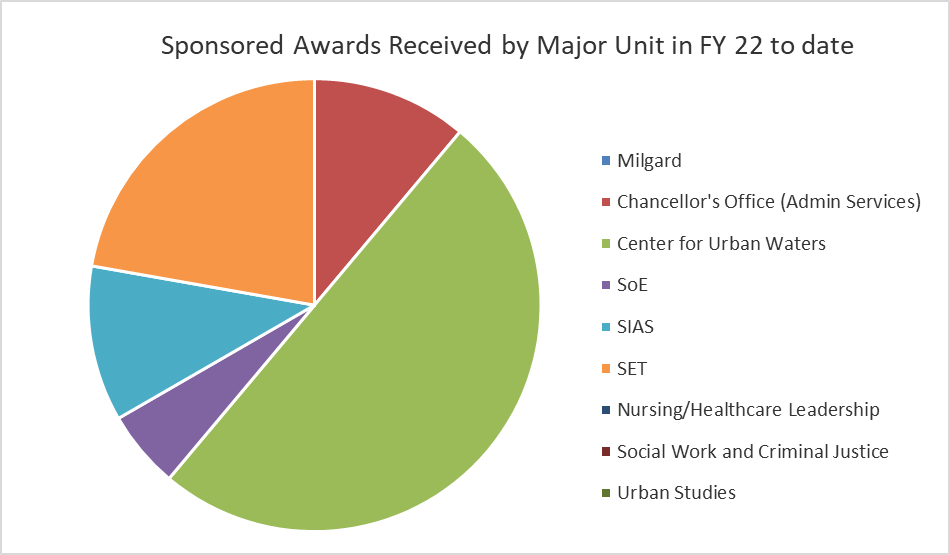 Sponsored Awards Received by Major Unit in FY 22 to date
Milgard
Chancellor's Office (Admin Services)
Center for Urban Waters
SoE
SIAS
SET
Nursing/Healthcare Leadership
Social Work and Criminal Justice
Urban Studies